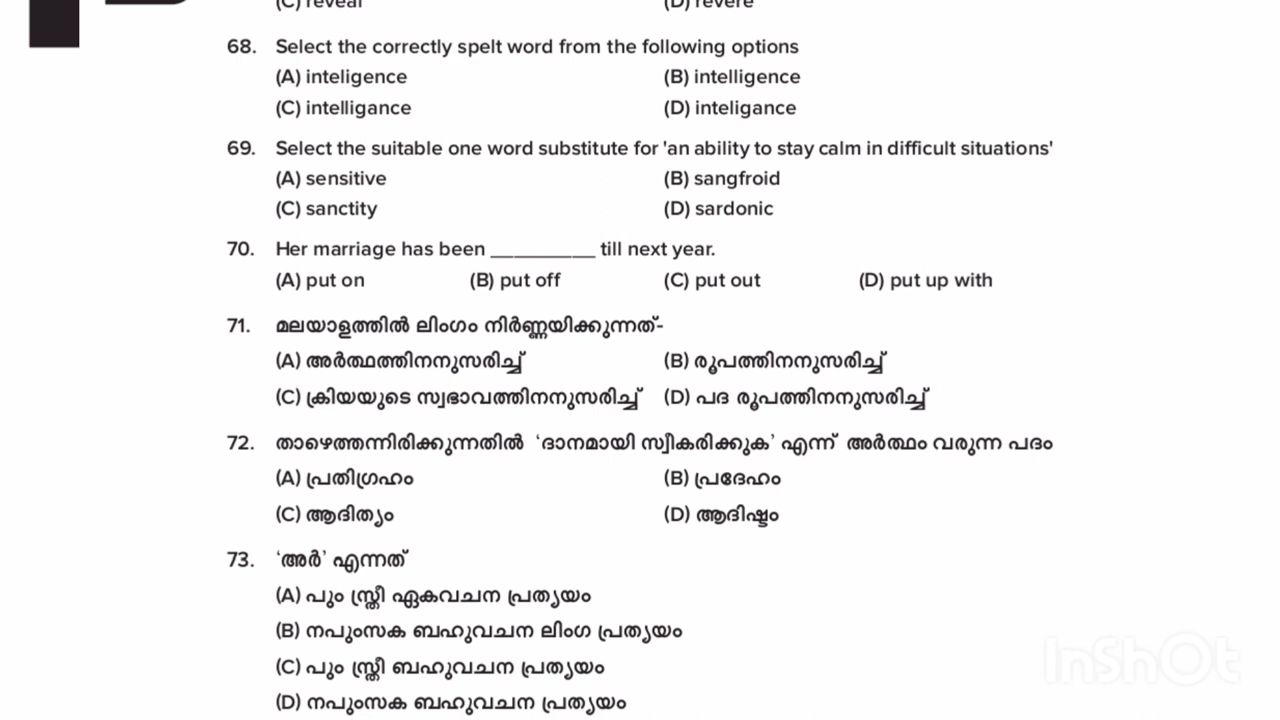 (C) reveal (D) revere
68. Select the correctly spelt word from the following options
(A) inteligence (B) intelligence
(C) intelligance (D) inteligance
69. Select the suitable one word substitute for 'an ability to stay calm in difficult situations'
(A) sensitive (B) sangfroid
(C) sanctity (D) sardonic
70. Her marriage has been __________ till next year.
(A) put on (B) put off (C) put out (D) put up with
71. മലയാളത്തിൽ ലിംഗം നിർണ്ണയിക്കുന്നത്-
(A) അർത്ഥത്തിനനുസരിച്ച് (B) രൂപത്തിനനുസരിച്ച്
(C) ക്രിയയുടെ സ്വഭാവത്തിനനുസരിച്ച് (D) പദ രൂപത്തിനനുസരിച്ച്
72. താഴെത്തന്നിരിക്കുന്നതിൽ ‘ദാനമായി സ്വീകരിക്കുക’ എന്ന് അർത്ഥം വരുന്ന പദം
(A) പ്രതിഗ്രഹം (B) പ്രദേഹം
(C) ആദിത്യം (D) ആദിഷ്ടം
73. ‘അർ’ എന്നത്
(A) പും സ്ത്രീ ഏകവചന പ്രത്യയം
(B) നപുംസക ബഹുവചന ലിംഗ പ്രത്യയം
(C) പും സ്ത്രീ ബഹുവചന പ്രത്യയം
(D) നപുംസക ബഹുവചന പ്രത്യയം
InShOt